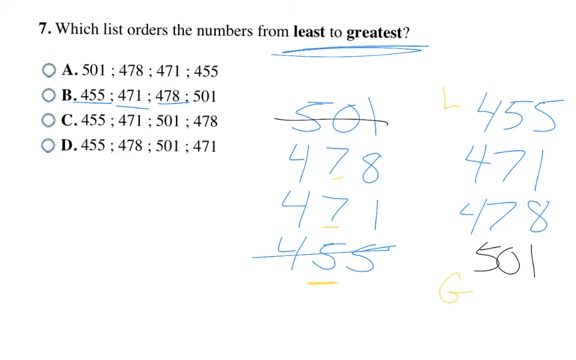 7. Which list orders the numbers from least to greatest?
A. 501 ; 478 ; 471 ; 455
B. 455 ; 471 ; 478 ; 501
C. 455 ; 471 ; 501 ; 478
D. 455 ; 478 ; 501 ; 471
501
478
471
455
L 455
471
478
501
G